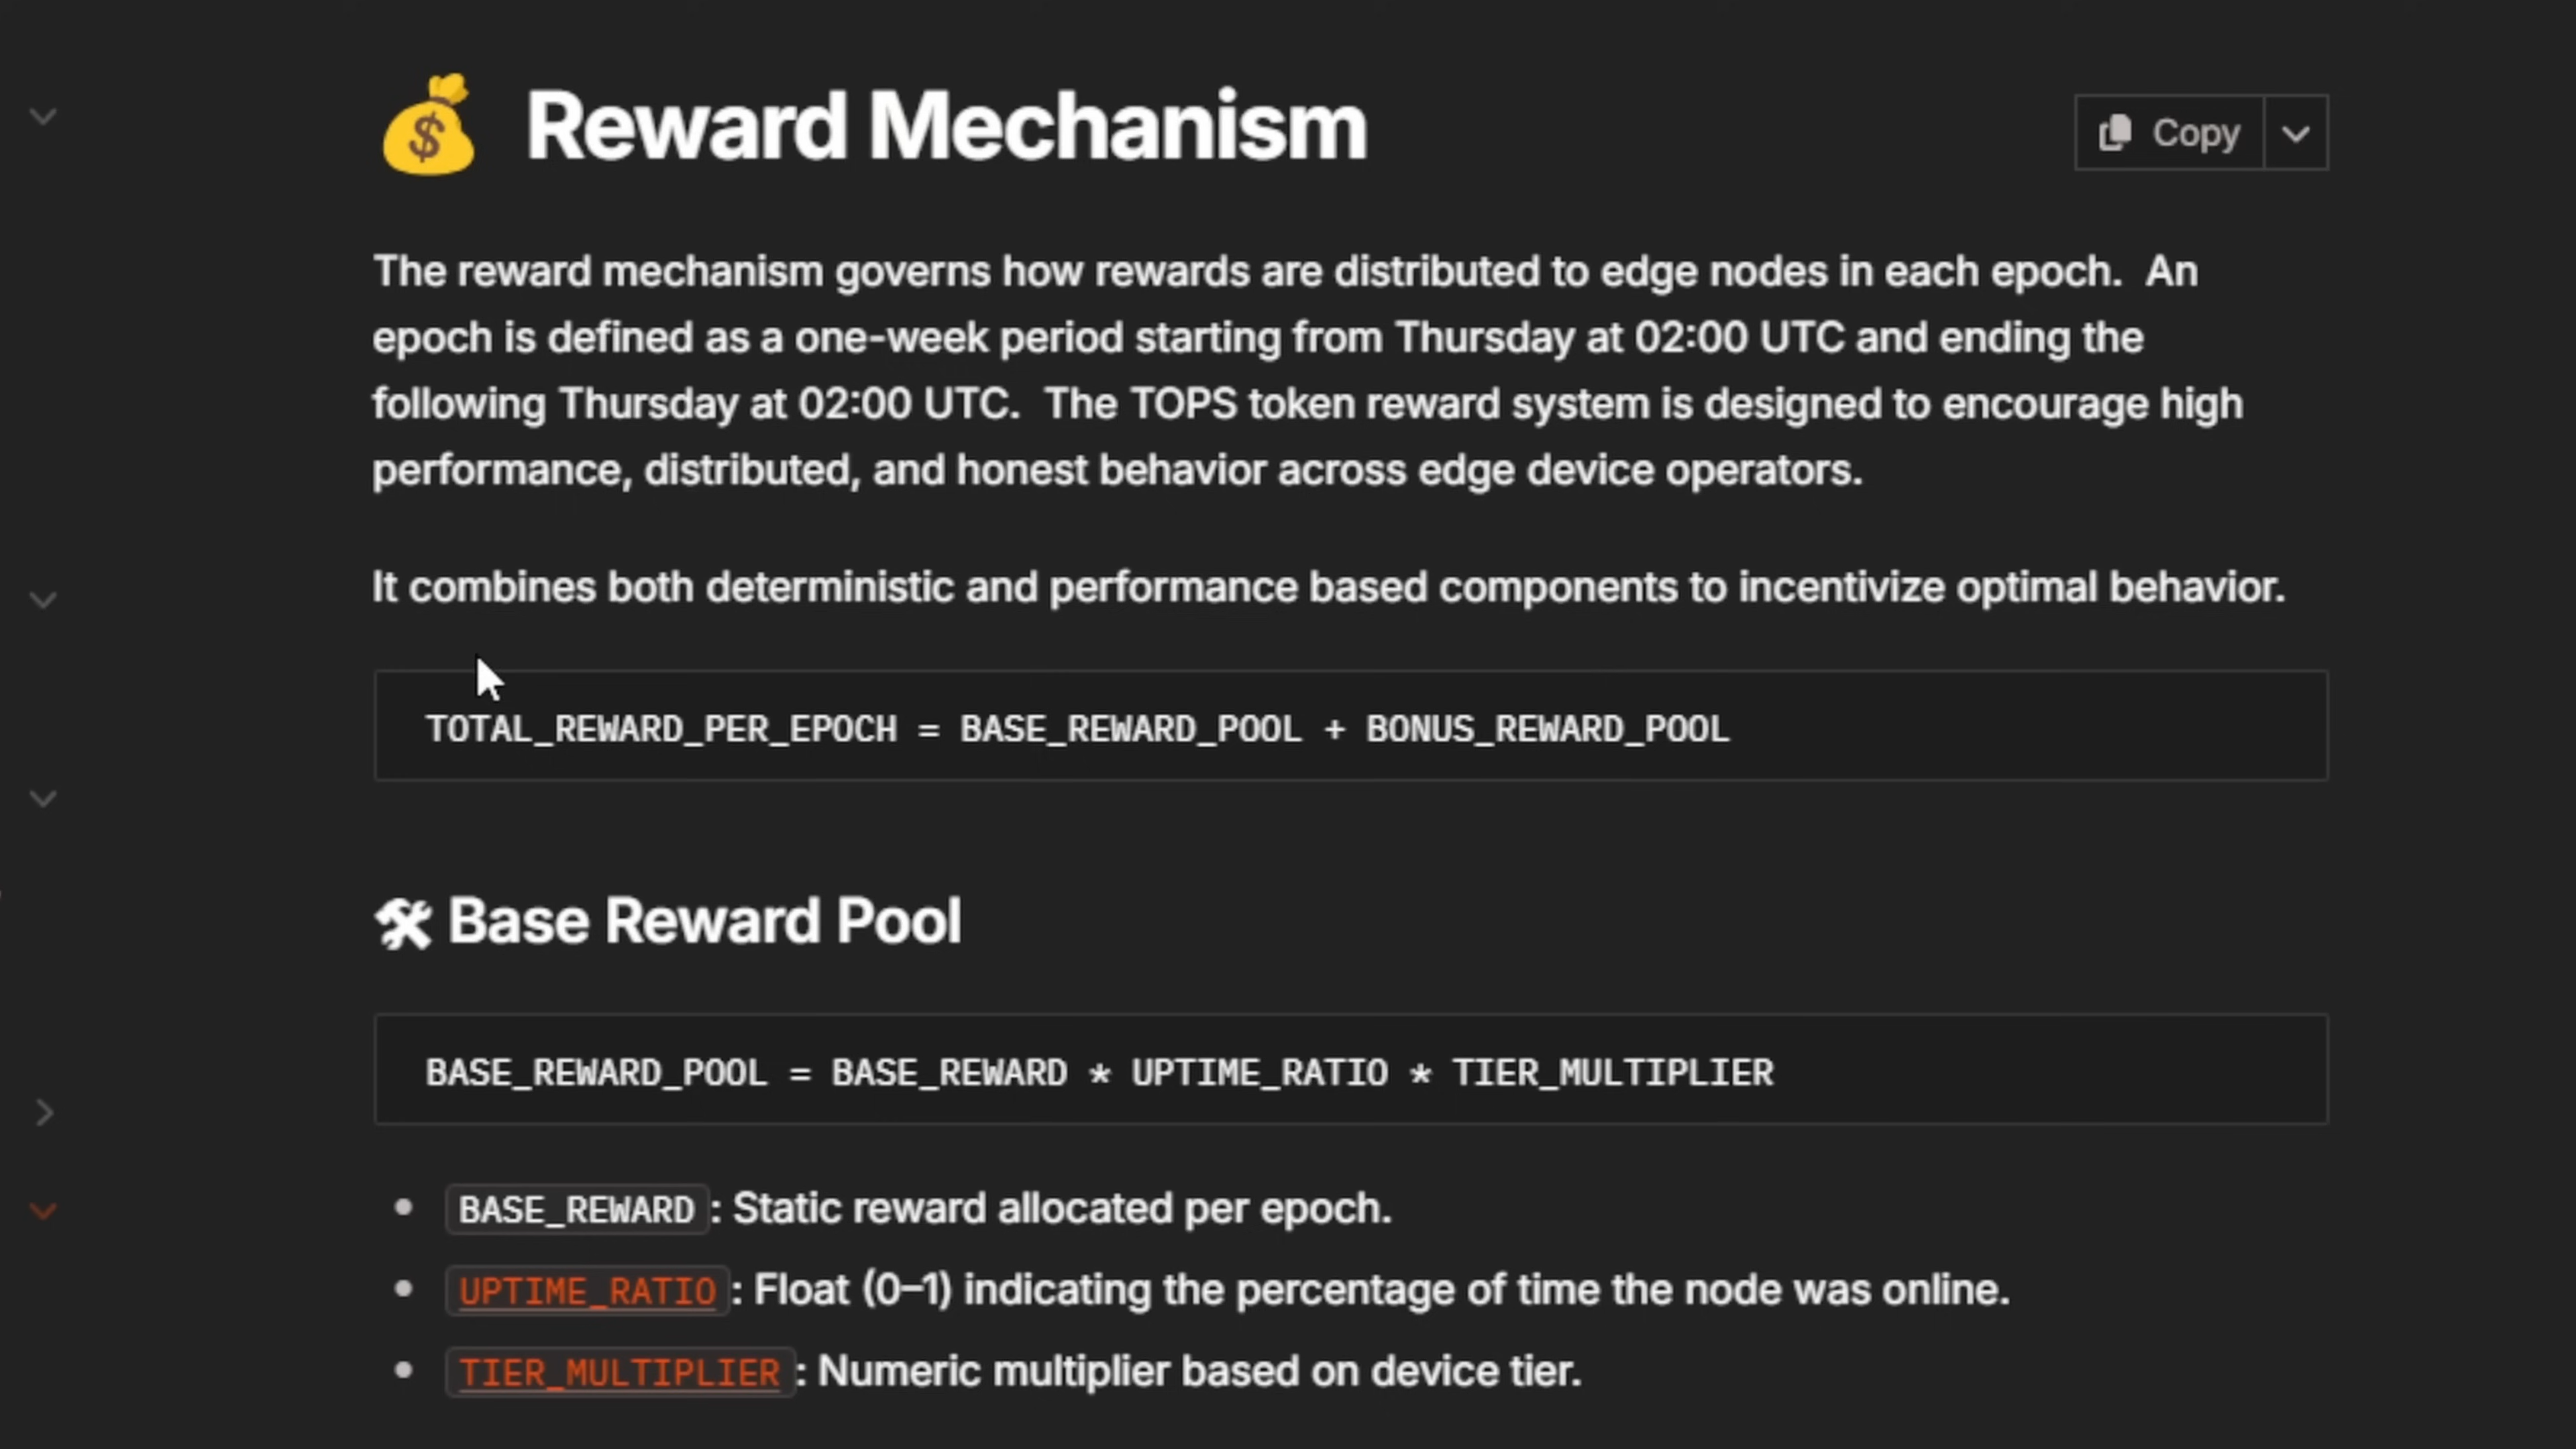 Reward Mechanism
Copy
The reward mechanism governs how rewards are distributed to edge nodes in each epoch.  An
epoch is defined as a one-week period starting from Thursday at 02:00 UTC and ending the
following Thursday at 02:00 UTC.  The TOPS token reward system is designed to encourage high
performance, distributed, and honest behavior across edge device operators.
It combines both deterministic and performance based components to incentivize optimal behavior.
TOTAL_REWARD_PER_EPOCH = BASE_REWARD_POOL + BONUS_REWARD_POOL
🛠 Base Reward Pool
BASE_REWARD_POOL = BASE_REWARD * UPTIME_RATIO * TIER_MULTIPLIER
• BASE_REWARD: Static reward allocated per epoch.
• UPTIME_RATIO: Float (0–1) indicating the percentage of time the node was online.
• TIER_MULTIPLIER: Numeric multiplier based on device tier.